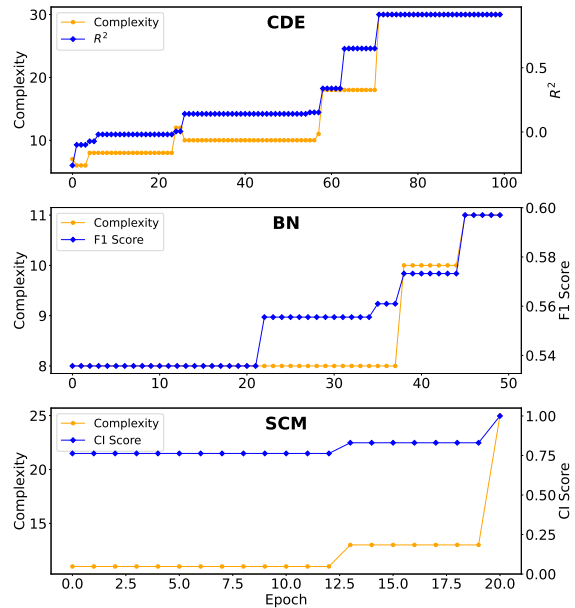 CDE
Complexity
R²
30
20
10
Complexity
0.5
0.0
R²
0
20
40
60
80
100
BN
Complexity
F1 Score
11
10
9
8
Complexity
0.60
0.58
0.56
0.54
F1 Score
0
10
20
30
40
50
SCM
Complexity
CI Score
25
20
15
Complexity
1.00
0.75
0.50
0.25
0.00
CI Score
0.0
2.5
5.0
7.5
10.0
12.5
15.0
17.5
20.0
Epoch